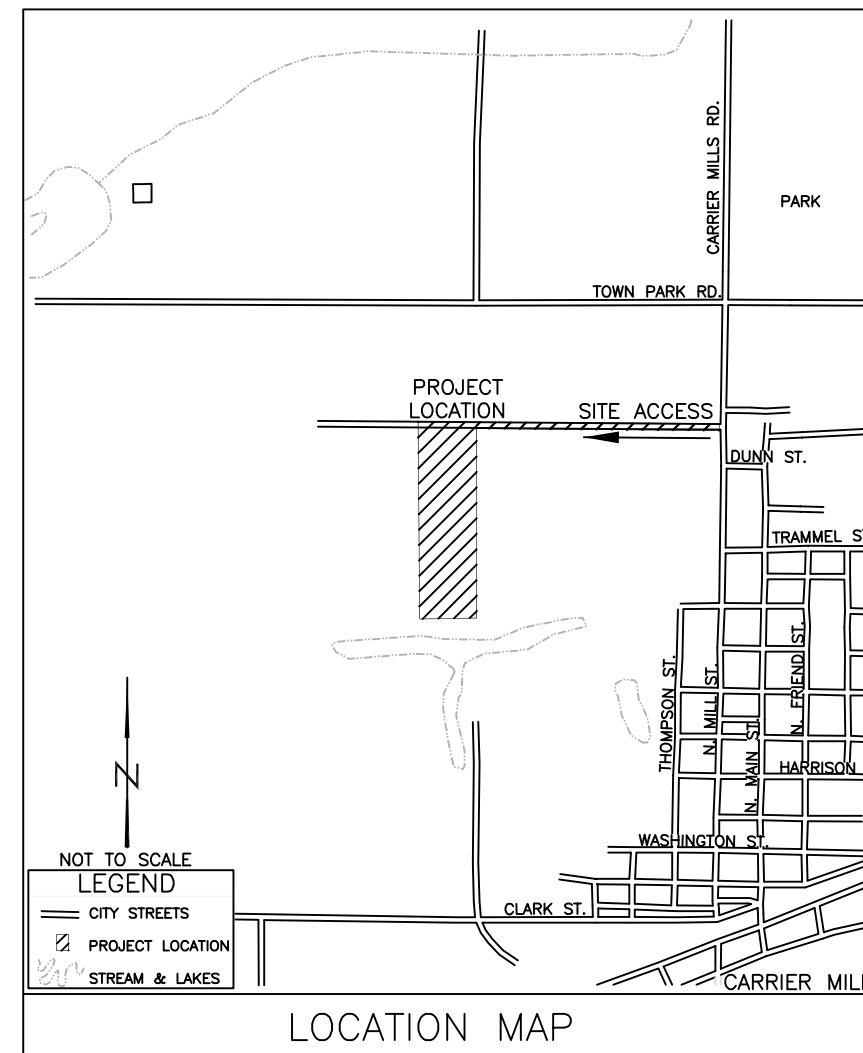 CARRIER MILLS RD.
PARK
TOWN PARK RD.
PROJECT
LOCATION
SITE ACCESS
DUNN ST.
TRAMMEL ST
THOMPSON ST.
N. MILL ST.
N. MAIN ST.
N. FRIEND ST.
HARRISON
WASHINGTON ST.
CLARK ST.
CARRIER MILL
N
NOT TO SCALE
LEGEND
CITY STREETS
PROJECT LOCATION
STREAM & LAKES
LOCATION MAP